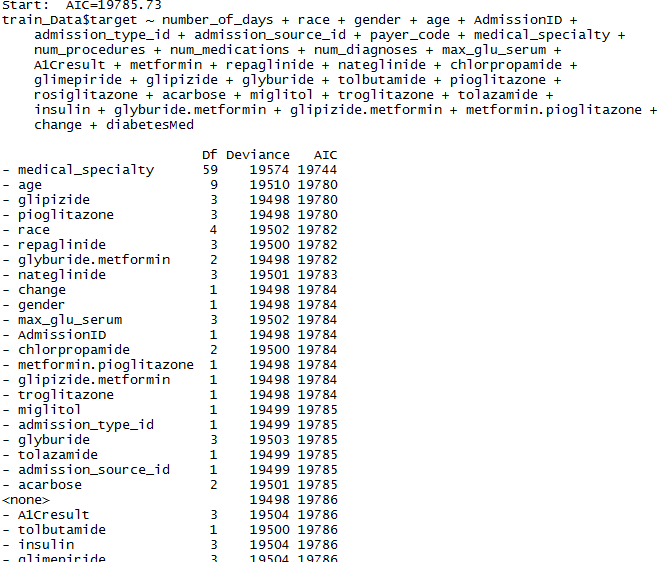 Start:  AIC=19785.73
train_Data$target ~ number_of_days + race + gender + age + AdmissionID +
    admission_type_id + admission_source_id + payer_code + medical_specialty +
    num_procedures + num_medications + num_diagnoses + max_glu_serum +
    A1Cresult + metformin + repaglinide + nateglinide + chlorpropamide +
    glimepiride + glipizide + glyburide + tolbutamide + pioglitazone +
    rosiglitazone + acarbose + miglitol + troglitazone + tolazamide +
    insulin + glyburide.metformin + glipizide.metformin + metformin.pioglitazone +
    change + diabetesMed
                         Df Deviance   AIC
- medical_specialty      59    19574 19744
- age                     9    19510 19780
- glipizide               3    19498 19780
- pioglitazone            3    19498 19780
- race                    4    19502 19782
- repaglinide             3    19500 19782
- glyburide.metformin     2    19498 19782
- nateglinide             3    19501 19783
- change                  1    19498 19784
- gender                  1    19498 19784
- max_glu_serum           3    19502 19784
- AdmissionID             1    19498 19784
- chlorpropamide          2    19500 19784
- metformin.pioglitazone  1    19498 19784
- glipizide.metformin     1    19498 19784
- troglitazone            1    19498 19784
- miglitol                1    19499 19785
- admission_type_id       1    19499 19785
- glyburide               3    19503 19785
- tolazamide              1    19499 19785
- admission_source_id     1    19499 19785
- acarbose                2    19501 19785
<none>                         19498 19786
- A1Cresult               3    19504 19786
- tolbutamide             1    19500 19786
- insulin                 3    19504 19786
- glimepiride             3    19504 19786